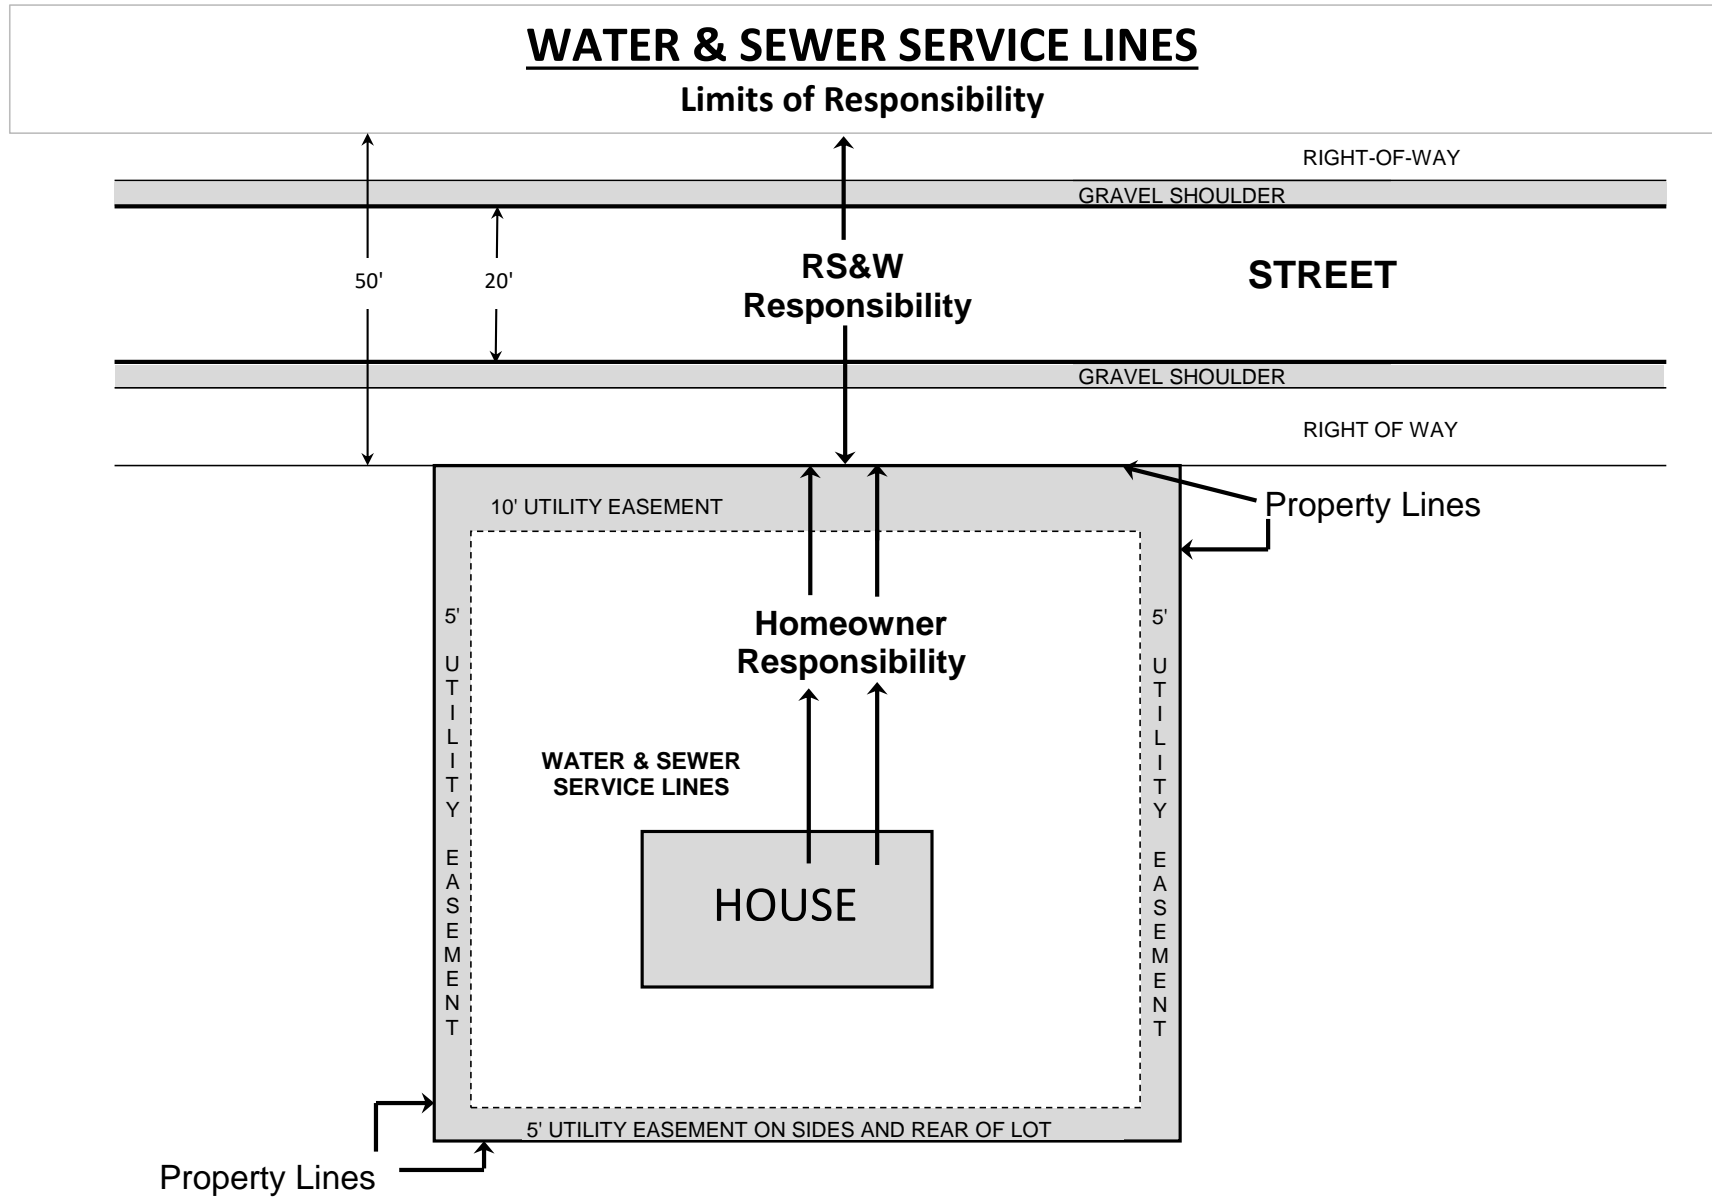 WATER & SEWER SERVICE LINES
Limits of Responsibility
RIGHT-OF-WAY
GRAVEL SHOULDER
50'
20'
RS&W
Responsibility
STREET
GRAVEL SHOULDER
RIGHT OF WAY
10' UTILITY EASEMENT
Property Lines
5' UTILITY EASEMENT
Homeowner
Responsibility
5' UTILITY EASEMENT
WATER & SEWER
SERVICE LINES
HOUSE
5' UTILITY EASEMENT ON SIDES AND REAR OF LOT
Property Lines